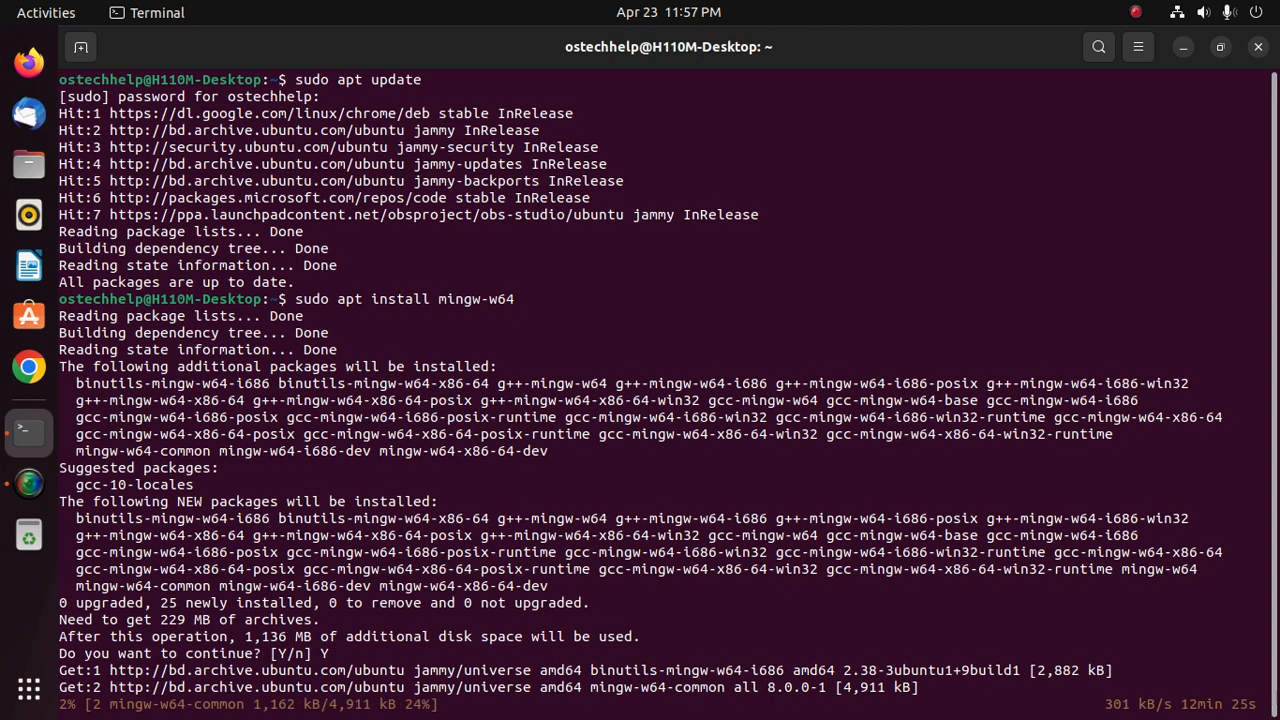 Activities Terminal Apr 23 11:57 PM
ostechhelp@H110M-Desktop: ~
ostechhelp@H110M-Desktop:~$ sudo apt update
[sudo] password for ostechhelp:
Hit:1 https://dl.google.com/linux/chrome/deb stable InRelease
Hit:2 http://bd.archive.ubuntu.com/ubuntu jammy InRelease
Hit:3 http://security.ubuntu.com/ubuntu jammy-security InRelease
Hit:4 http://bd.archive.ubuntu.com/ubuntu jammy-updates InRelease
Hit:5 http://bd.archive.ubuntu.com/ubuntu jammy-backports InRelease
Hit:6 http://packages.microsoft.com/repos/code stable InRelease
Hit:7 https://ppa.launchpadcontent.net/obsproject/obs-studio/ubuntu jammy InRelease
Reading package lists... Done
Building dependency tree... Done
Reading state information... Done
All packages are up to date.
ostechhelp@H110M-Desktop:~$ sudo apt install mingw-w64
Reading package lists... Done
Building dependency tree... Done
Reading state information... Done
The following additional packages will be installed:
binutils-mingw-w64-i686 binutils-mingw-w64-x86-64 g++-mingw-w64 g++-mingw-w64-i686 g++-mingw-w64-i686-posix g++-mingw-w64-i686-win32
g++-mingw-w64-x86-64 g++-mingw-w64-x86-64-posix g++-mingw-w64-x86-64-win32 gcc-mingw-w64 gcc-mingw-w64-base gcc-mingw-w64-i686
gcc-mingw-w64-i686-posix gcc-mingw-w64-i686-posix-runtime gcc-mingw-w64-i686-win32 gcc-mingw-w64-i686-win32-runtime gcc-mingw-w64-x86-64
gcc-mingw-w64-x86-64-posix gcc-mingw-w64-x86-64-posix-runtime gcc-mingw-w64-x86-64-win32 gcc-mingw-w64-x86-64-win32-runtime
mingw-w64-common mingw-w64-i686-dev mingw-w64-x86-64-dev
Suggested packages:
gcc-10-locales
The following NEW packages will be installed:
binutils-mingw-w64-i686 binutils-mingw-w64-x86-64 g++-mingw-w64 g++-mingw-w64-i686 g++-mingw-w64-i686-posix g++-mingw-w64-i686-win32
g++-mingw-w64-x86-64 g++-mingw-w64-x86-64-posix g++-mingw-w64-x86-64-win32 gcc-mingw-w64 gcc-mingw-w64-base gcc-mingw-w64-i686
gcc-mingw-w64-i686-posix gcc-mingw-w64-i686-posix-runtime gcc-mingw-w64-i686-win32 gcc-mingw-w64-i686-win32-runtime gcc-mingw-w64-x86-64
gcc-mingw-w64-x86-64-posix gcc-mingw-w64-x86-64-posix-runtime gcc-mingw-w64-x86-64-win32 gcc-mingw-w64-x86-64-win32-runtime mingw-w64
mingw-w64-common mingw-w64-i686-dev mingw-w64-x86-64-dev
0 upgraded, 25 newly installed, 0 to remove and 0 not upgraded.
Need to get 229 MB of archives.
After this operation, 1,136 MB of additional disk space will be used.
Do you want to continue? [Y/n] Y
Get:1 http://bd.archive.ubuntu.com/ubuntu jammy/universe amd64 binutils-mingw-w64-i686 amd64 2.38-3ubuntu1+9build1 [2,882 kB]
Get:2 http://bd.archive.ubuntu.com/ubuntu jammy/universe amd64 mingw-w64-common all 8.0.0-1 [4,911 kB]
2% [2 mingw-w64-common 1,162 kB/4,911 kB 24%] 301 kB/s 12min 25s